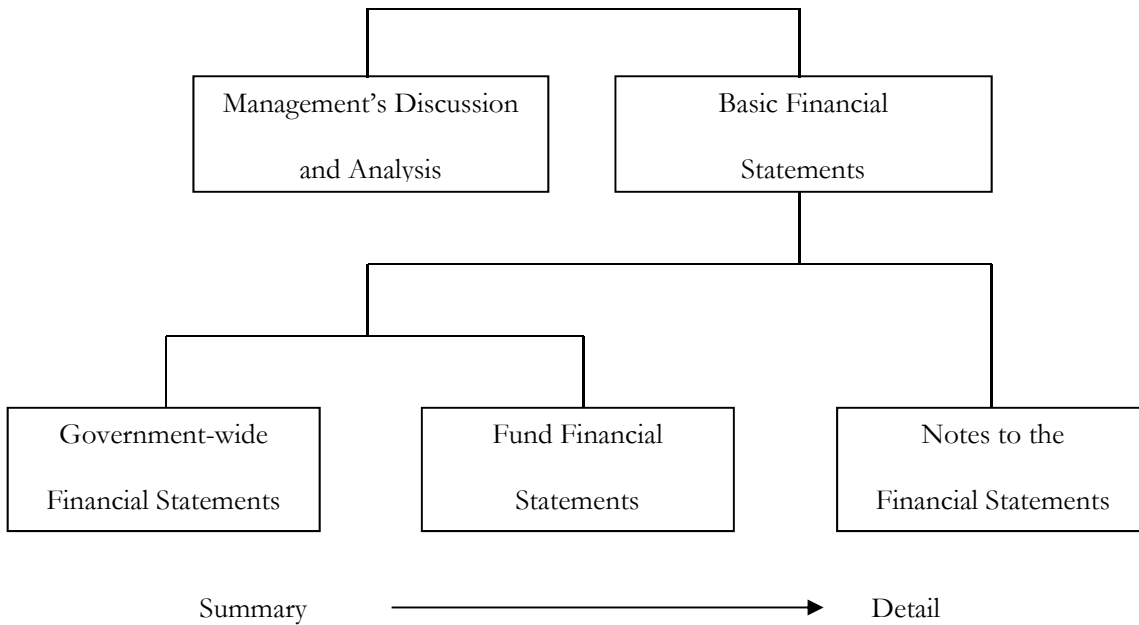 Management’s Discussion
and Analysis
Basic Financial
Statements
Government-wide
Financial Statements
Fund Financial
Statements
Notes to the
Financial Statements
Summary
Detail